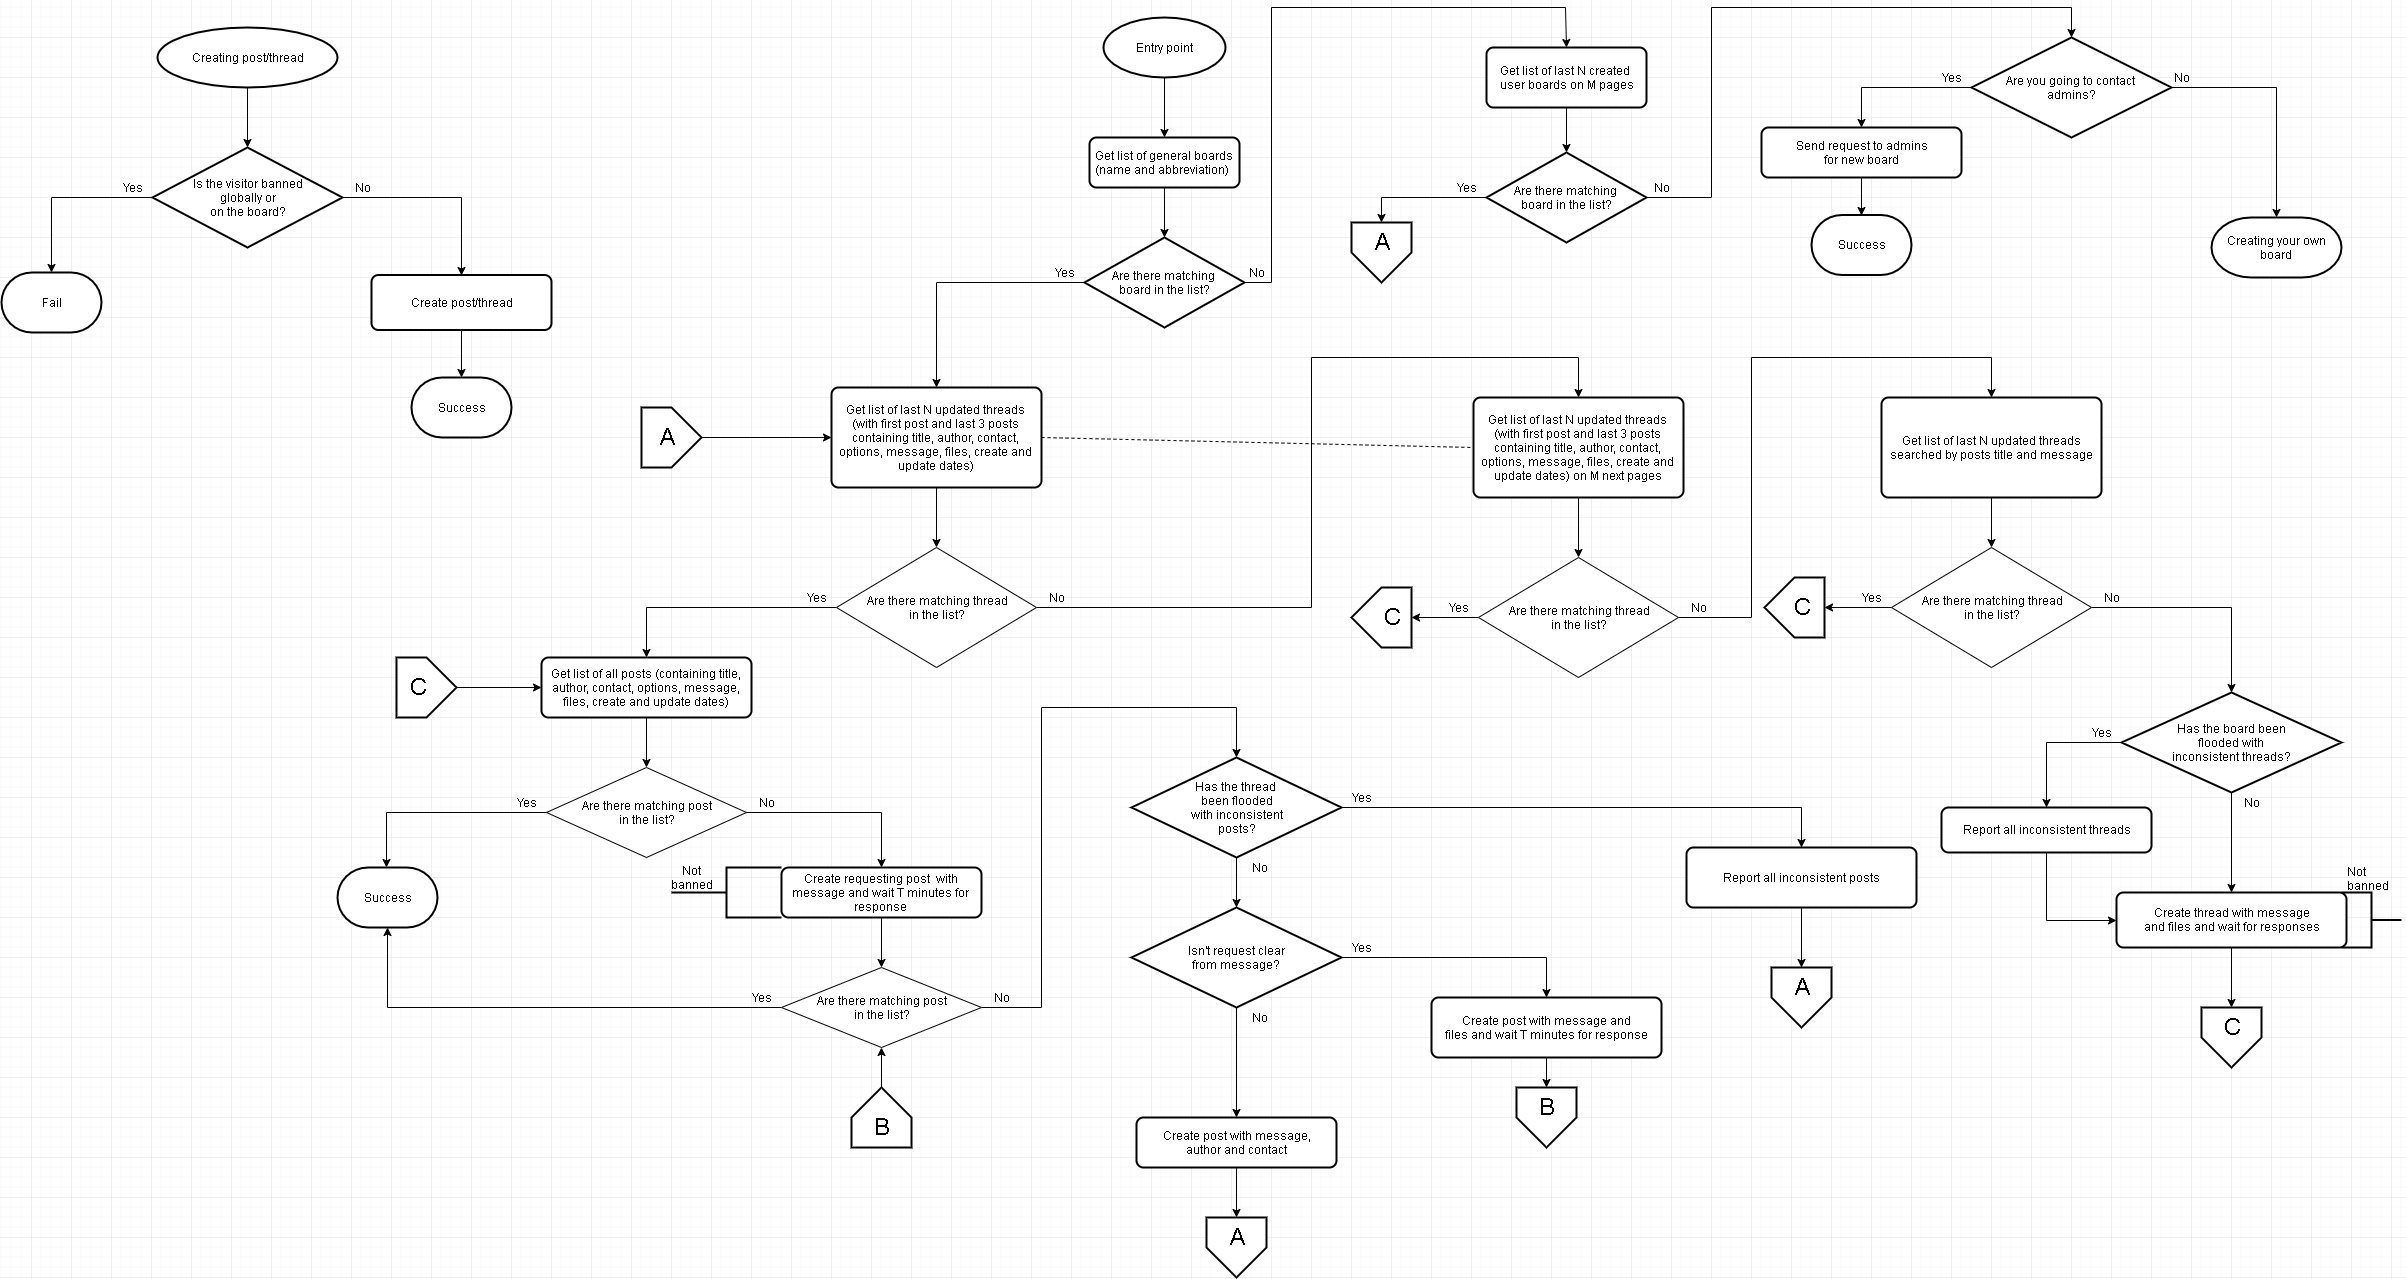 Creating post/thread
Is the visitor banned
globally or
on the board?
Yes
No
Fail
Create post/thread
Success
Entry point
Get list of general boards
(name and abbreviation)
Are there matching
board in the list?
Yes
No
Get list of last N created
user boards on M pages
Are there matching
board in the list?
Yes
No
A
Are you going to contact
admins?
Yes
No
Send request to admins
for new board
Success
Creating your own
board
A
Get list of last N updated threads
(with first post and last 3 posts
containing title, author, contact,
options, message, files, create and
update dates)
Are there matching thread
in the list?
Yes
No
Get list of last N updated threads
(with first post and last 3 posts
containing title, author, contact,
options, message, files, create and
update dates) on M next pages
Are there matching thread
in the list?
Yes
No
C
Get list of last N updated threads
searched by posts title and message
Are there matching thread
in the list?
Yes
No
C
C
Get list of all posts (containing title,
author, contact, options, message,
files, create and update dates)
Are there matching post
in the list?
Yes
No
Success
Not
banned
Create requesting post with
message and wait T minutes for
response
Are there matching post
in the list?
Yes
No
B
Has the thread
been flooded
with inconsistent
posts?
Yes
No
Isn't request clear
from message?
Yes
No
Create post with message and
files and wait T minutes for response
B
Create post with message,
author and contact
A
Report all inconsistent posts
A
Has the board been
flooded with
inconsistent threads?
Yes
No
Report all inconsistent threads
Not
banned
Create thread with message
and files and wait for responses
C